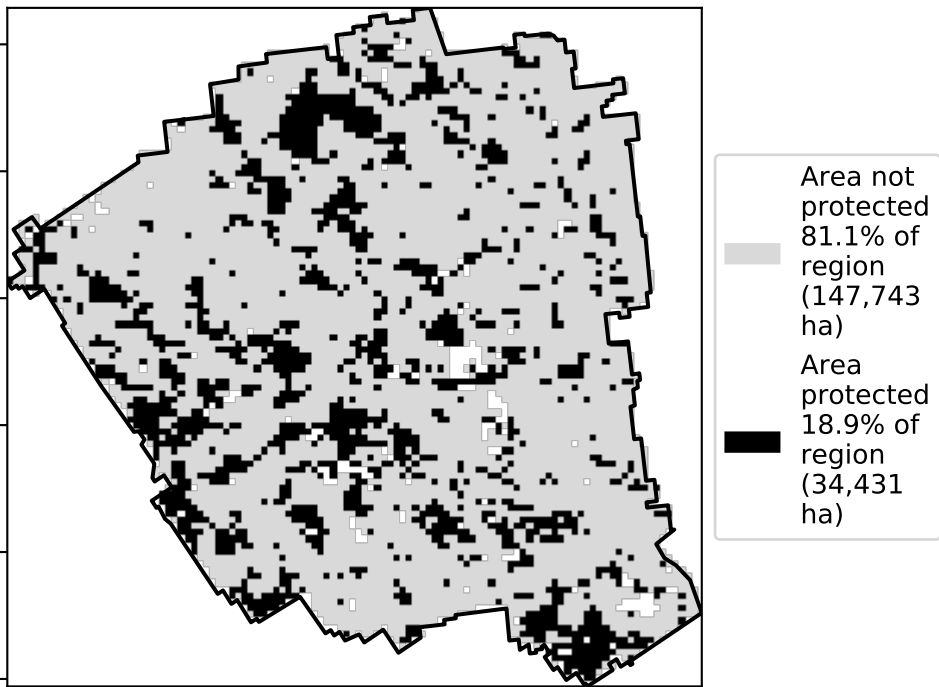 Area not
protected
81.1% of
region
(147,743
ha)
Area
protected
18.9% of
region
(34,431
ha)